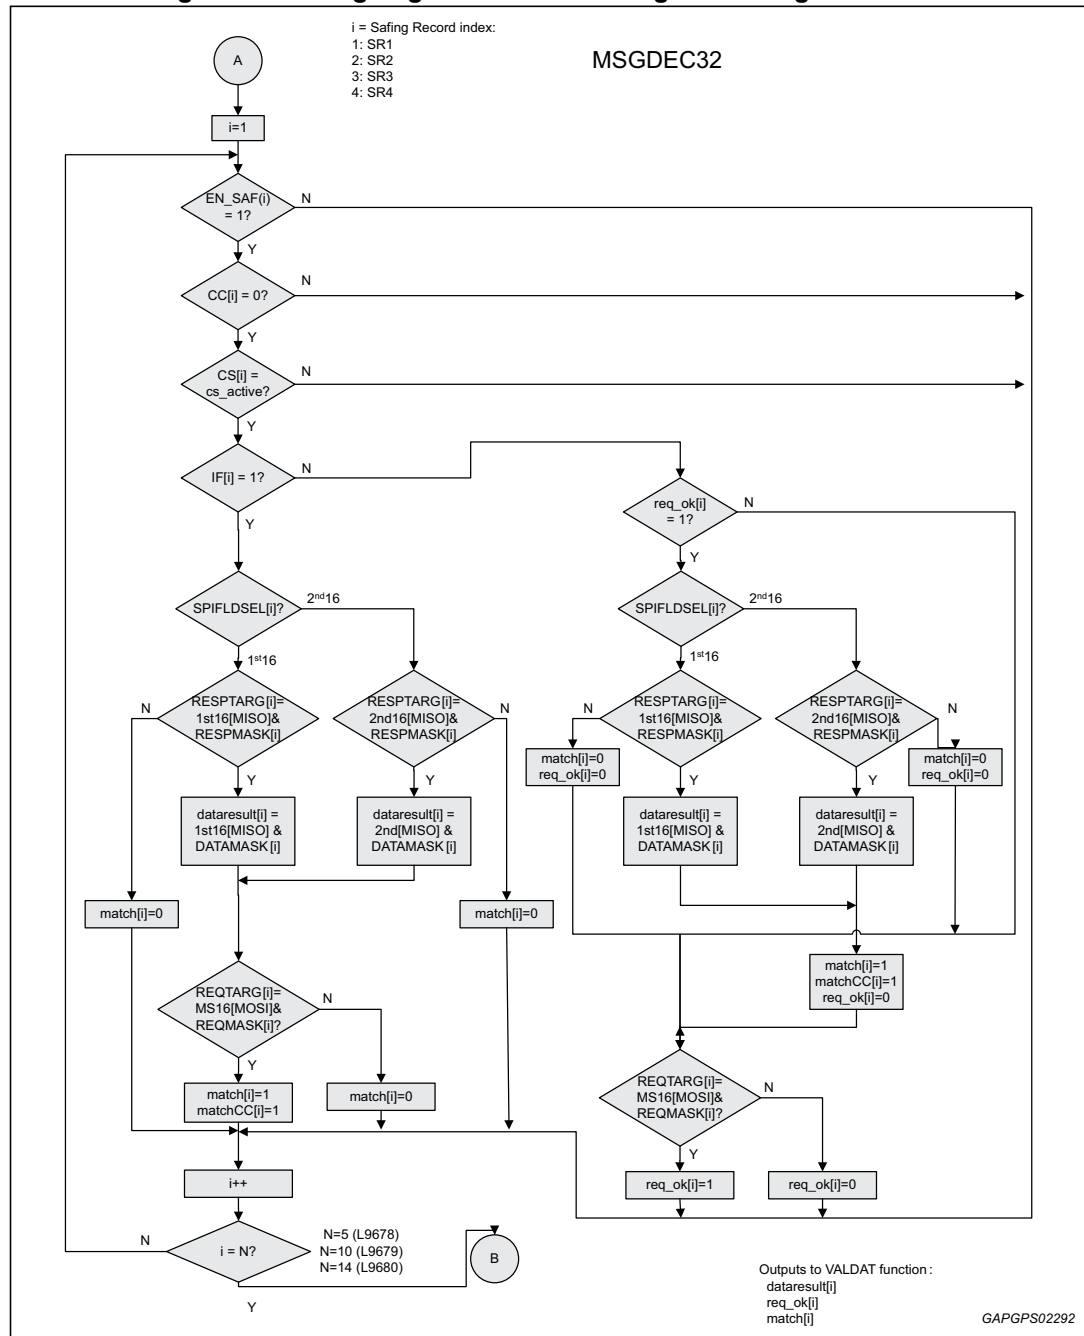 i = Safing Record index:
1: SR1
2: SR2
3: SR3
4: SR4
MSGDEC32
A
i=1
EN_SAF(i)
= 1?
N
Y
CC[i] = 0?
N
Y
CS[i] =
cs_active?
N
Y
IF[i] = 1?
N
Y
req_ok[i]
= 1?
N
Y
SPIFLDSEL[i]?
2nd16
1st16
SPIFLDSEL[i]?
2nd16
1st16
RESPTARG[i]=
1st16[MISO]&
RESPMASK[i]
N
Y
RESPTARG[i]=
2nd16[MISO]&
RESPMASK[i]
N
Y
RESPTARG[i]=
1st16[MISO]&
RESPMASK[i]
N
Y
RESPTARG[i]=
2nd16[MISO]&
RESPMASK[i]
N
Y
match[i]=0
req_ok[i]=0
match[i]=0
req_ok[i]=0
dataresult[i] =
1st16[MISO] &
DATAMASK[i]
dataresult[i] =
2nd[MISO] &
DATAMASK[i]
dataresult[i] =
1st16[MISO] &
DATAMASK[i]
dataresult[i] =
2nd[MISO] &
DATAMASK[i]
match[i]=0
match[i]=0
match[i]=1
matchCC[i]=1
req_ok[i]=0
REQTARG[i]=
MS16[MOSI]&
REQMASK[i]?
N
Y
match[i]=1
matchCC[i]=1
match[i]=0
REQTARG[i]=
MS16[MOSI]&
REQMASK[i]?
N
Y
req_ok[i]=1
req_ok[i]=0
i++
i = N?
N
Y
N=5 (L9678)
N=10 (L9679)
N=14 (L9680)
B
Outputs to VALDAT function :
dataresult[i]
req_ok[i]
match[i]
GAPGPS02292